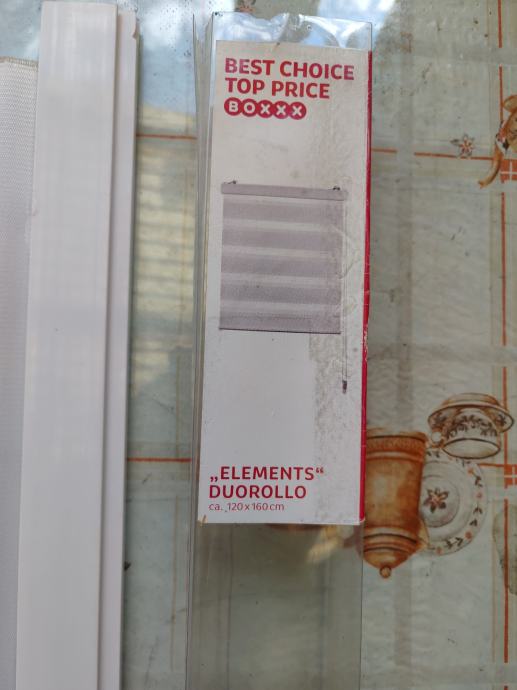 BEST CHOICE
TOP PRICE
BOXXX
„ELEMENTS“
DUOROLLO
ca. 120 x 160 cm